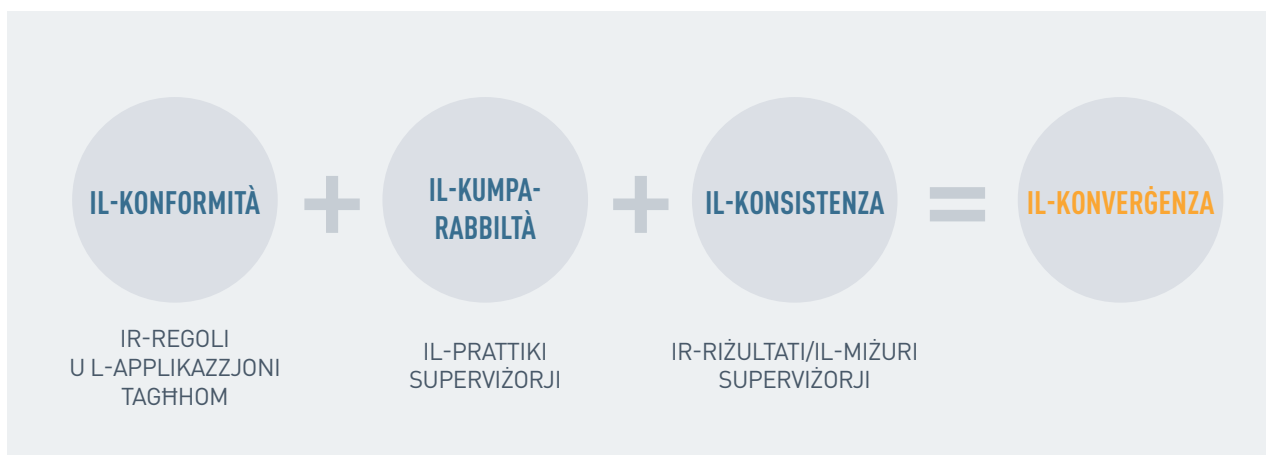 IL-KONFORMITÀ
+
IL-KUMPA-
RABBILTÀ
+
IL-KONSISTENZA
=
IL-KONVERĠENZA
IR-REGOLI
U L-APPLIKAZZJONI
TAGĦHOM
IL-PRATTIKI
SUPERVIŻORJI
IR-RIŻULTATI/IL-MIŻURI
SUPERVIŻORJI